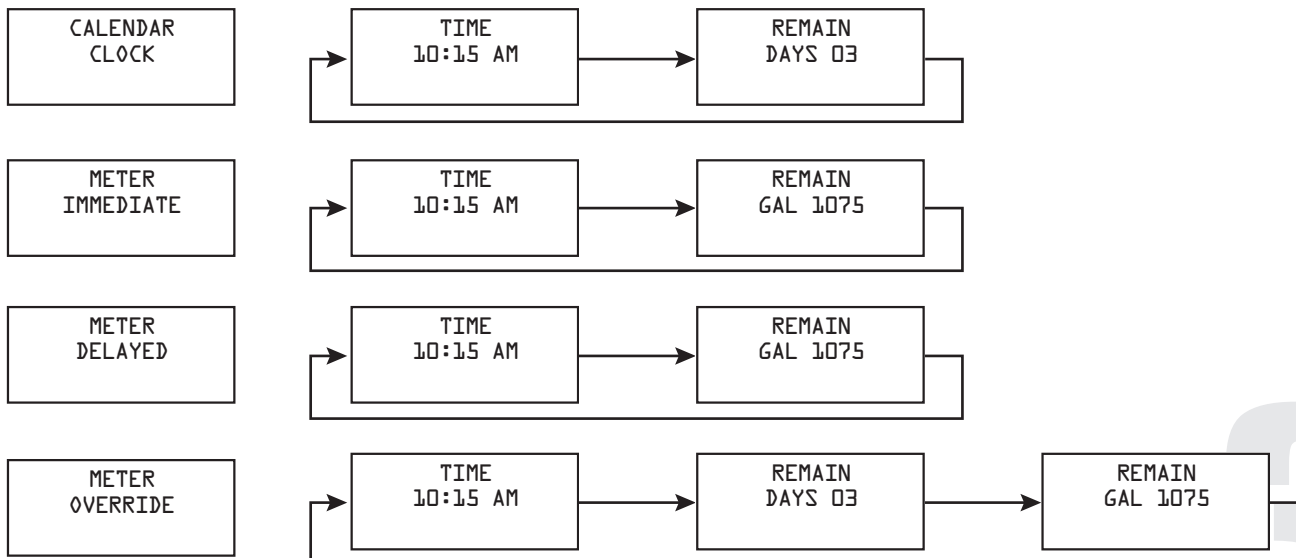 CALENDAR
CLOCK
TIME
10:15 AM
REMAIN
DAYS 03
METER
IMMEDIATE
TIME
10:15 AM
REMAIN
GAL 1075
METER
DELAYED
TIME
10:15 AM
REMAIN
GAL 1075
METER
OVERRIDE
TIME
10:15 AM
REMAIN
DAYS 03
REMAIN
GAL 1075